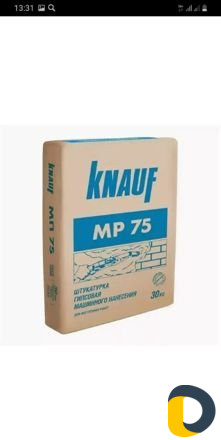 13:31
KNAUF
МП 75
MP 75
ШТУКАТУРКА
ГИПСОВАЯ
МАШИННОГО НАНЕСЕНИЯ
30 кг